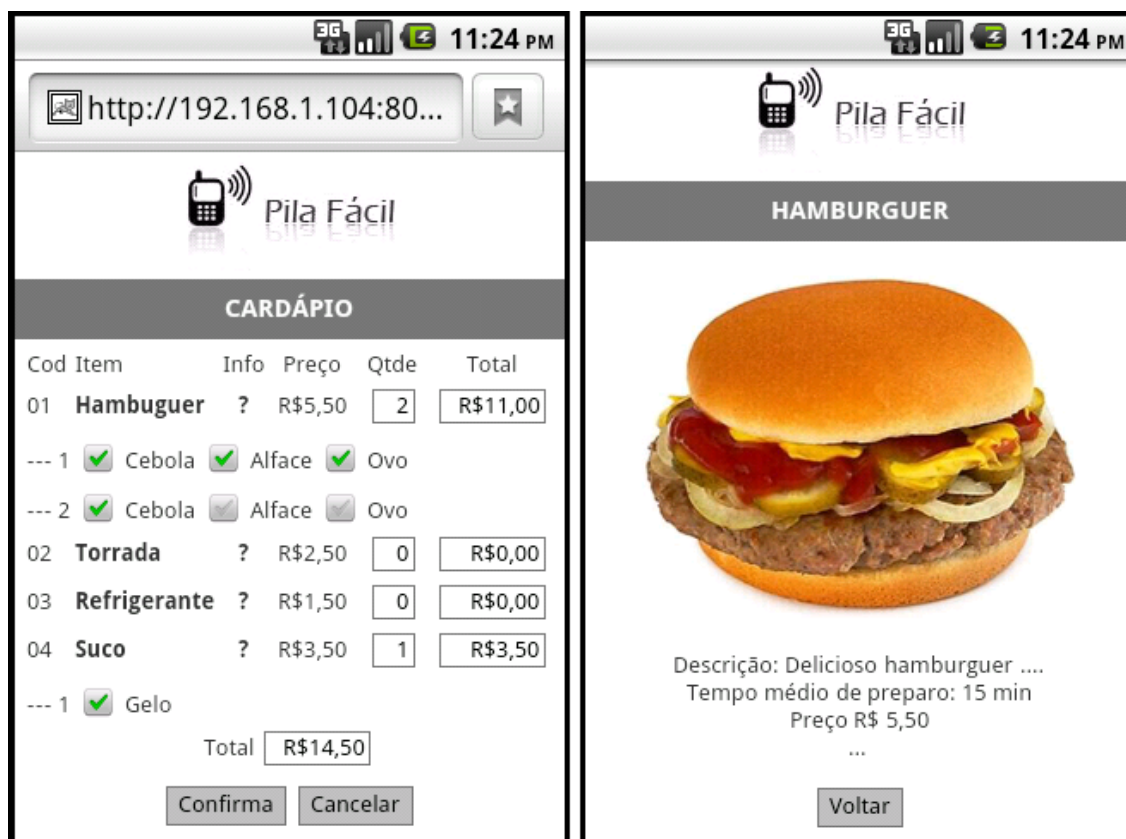 3G 11:24 PM
http://192.168.1.104:80...
Pila Fácil
CARDÁPIO
Cod Item Info Preço Qtde Total
01 Hambuguer ? R$5,50 2 R$11,00
--- 1 Cebola Alface Ovo
--- 2 Cebola Alface Ovo
02 Torrada ? R$2,50 0 R$0,00
03 Refrigerante ? R$1,50 0 R$0,00
04 Suco ? R$3,50 1 R$3,50
--- 1 Gelo
Total R$14,50
Confirma Cancelar
3G 11:24 PM
Pila Fácil
HAMBURGUER
Descrição: Delicioso hamburguer ....
Tempo médio de preparo: 15 min
Preço R$ 5,50
...
Voltar